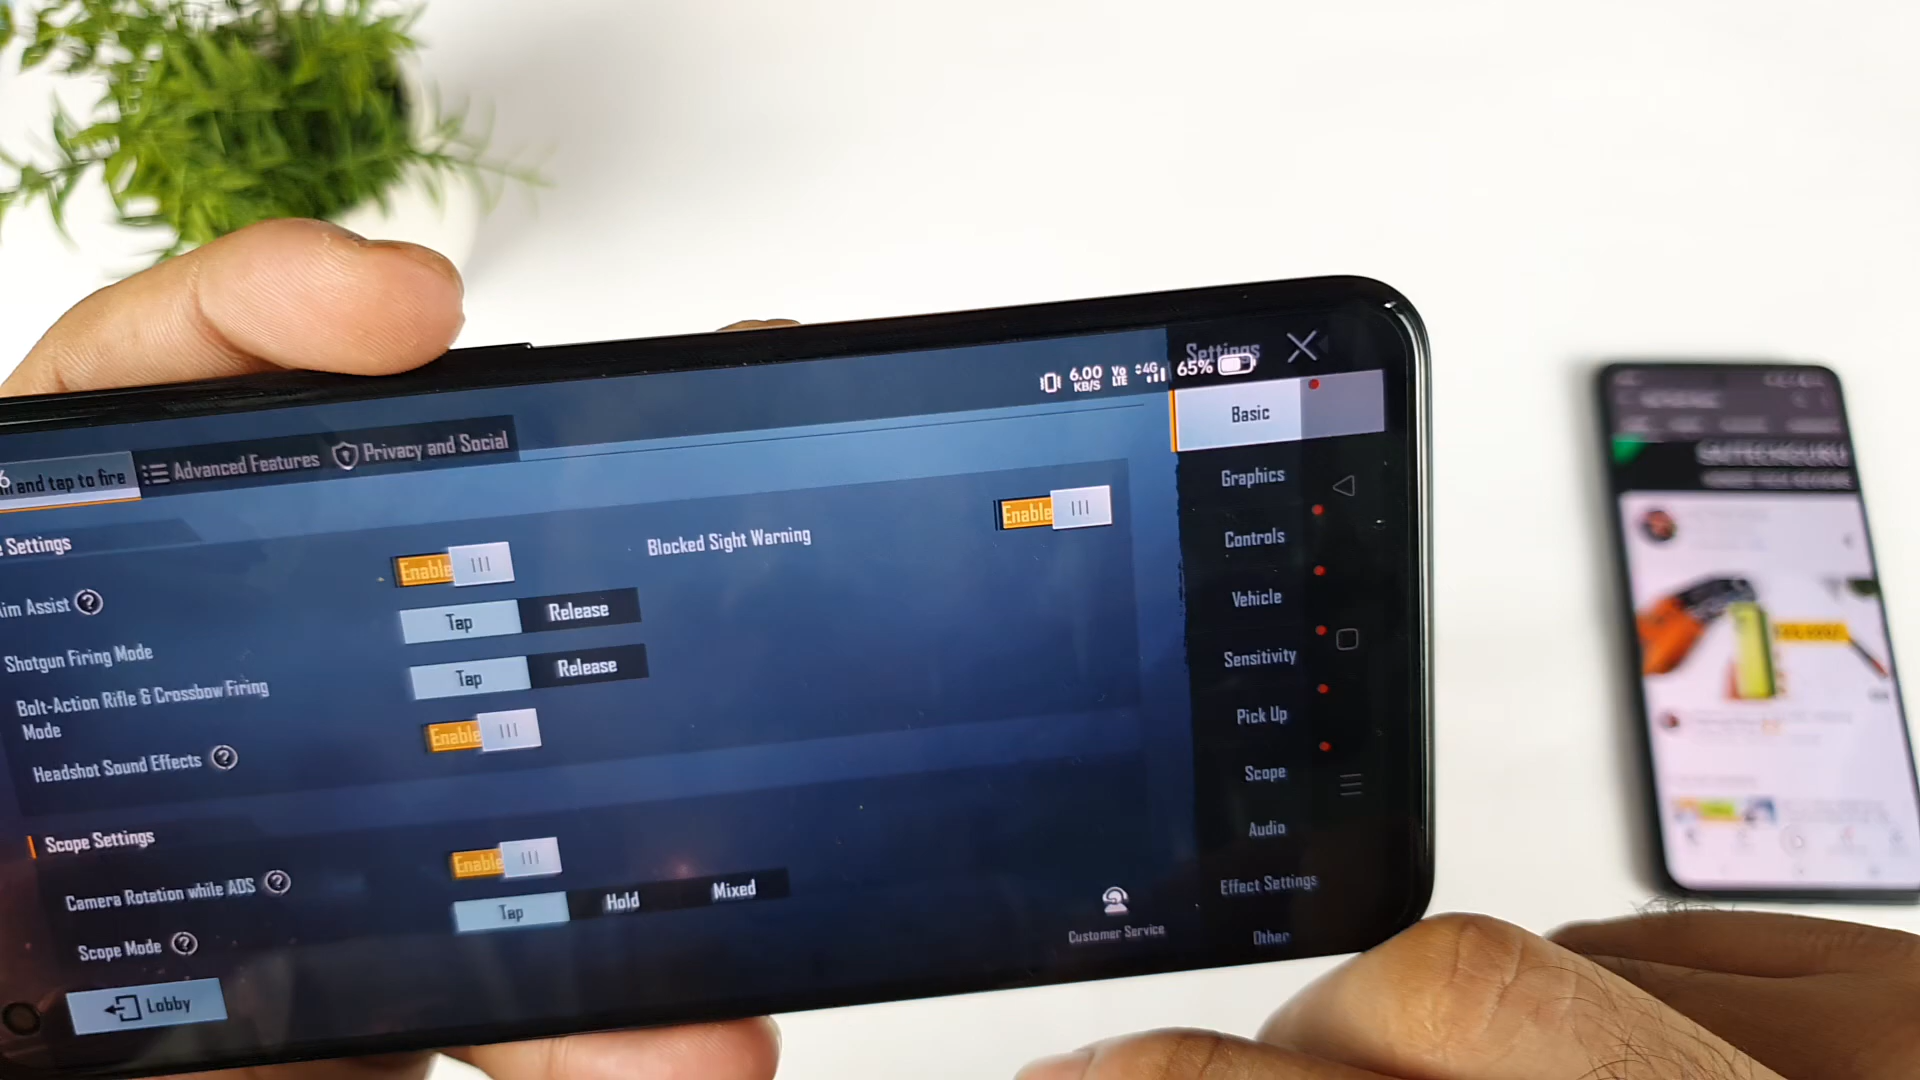 Settings
6.00 KB/S Vo LTE 4G 65%
and tap to fire
Advanced Features
Privacy and Social
Basic
Graphics
Controls
Vehicle
Sensitivity
Pick Up
Scope
Audio
Effect Settings
Other
Settings
Aim Assist ?
Enable
Blocked Sight Warning
Enable
Shotgun Firing Mode
Tap
Release
Bolt-Action Rifle & Crossbow Firing
Mode
Tap
Release
Headshot Sound Effects ?
Enable
Scope Settings
Camera Rotation while ADS ?
Enable
Scope Mode ?
Tap
Hold
Mixed
Customer Service
Lobby